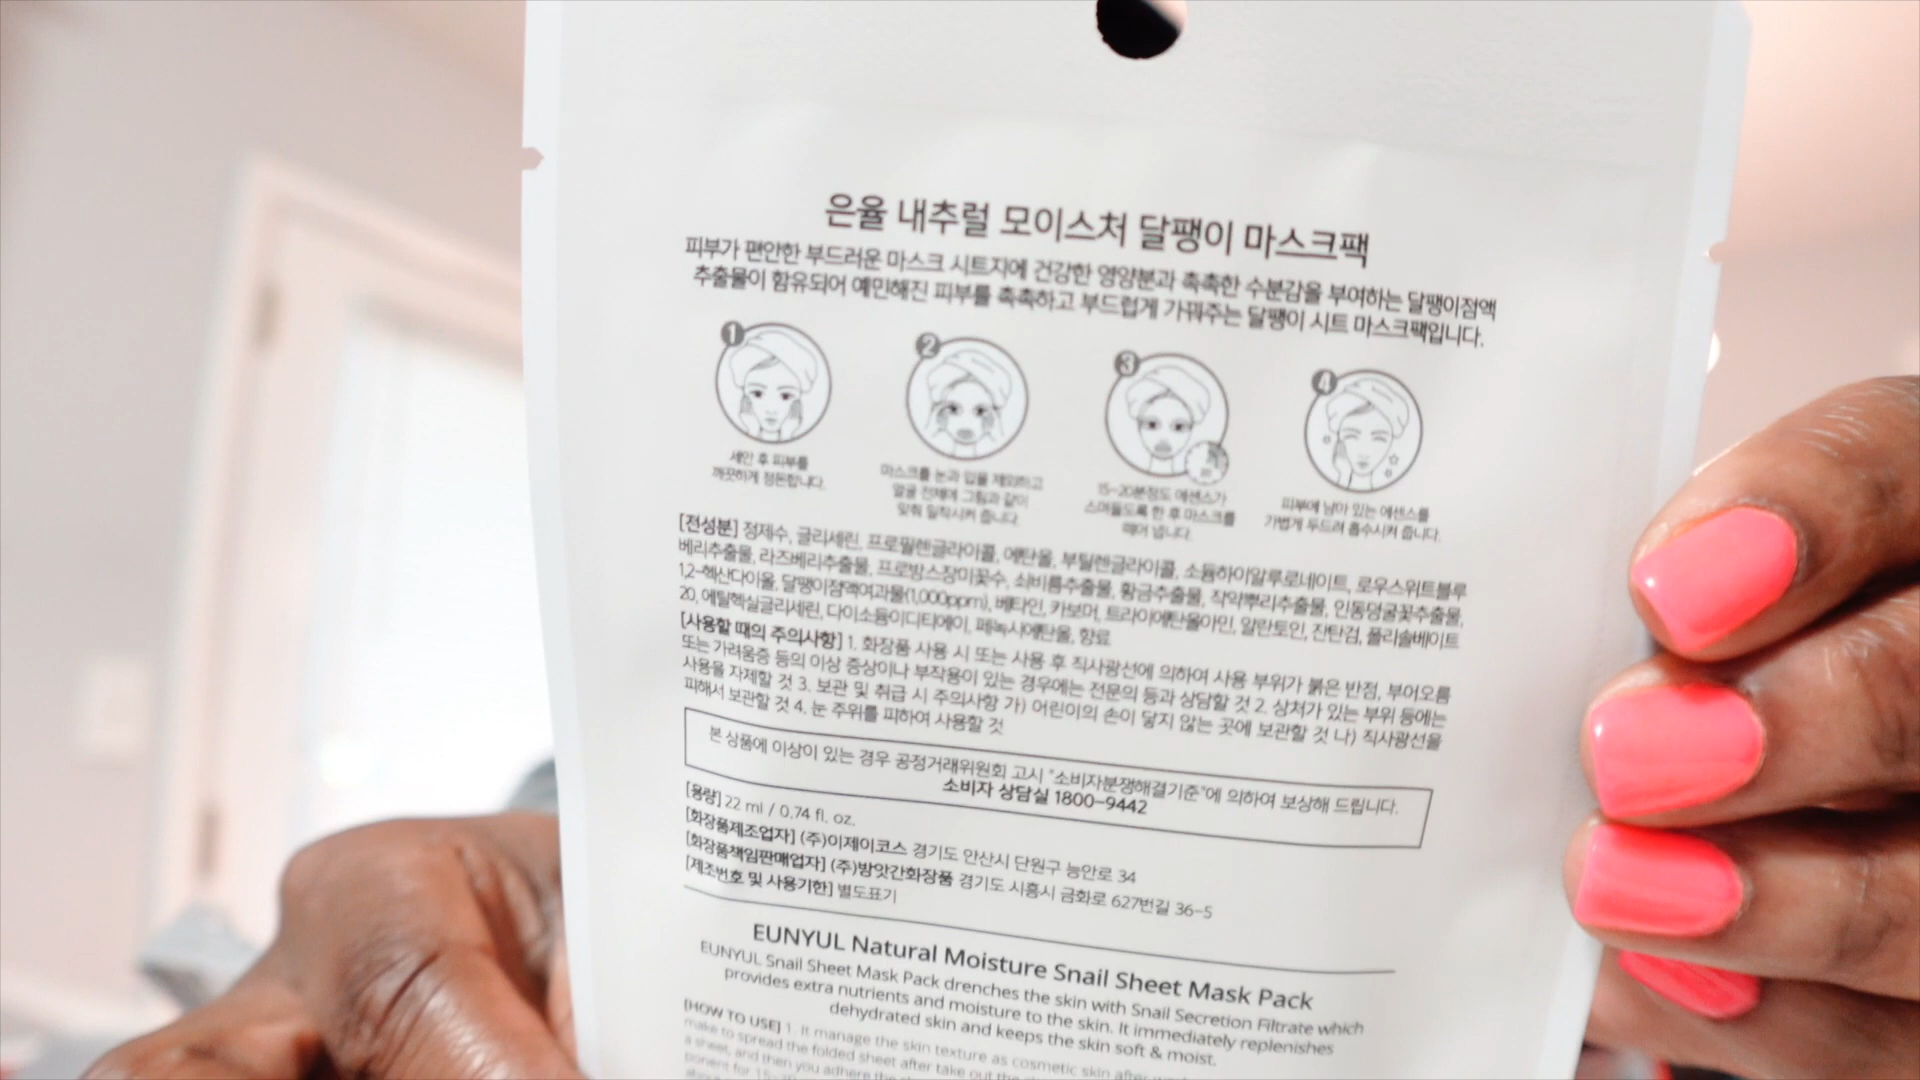 은율 내추럴 모이스처 달팽이 마스크팩
피부가 편안한 부드러운 마스크 시트지에 건강한 영양분과 촉촉한 수분감을 부여하는 달팽이점액
추출물이 함유되어 예민해진 피부를 촉촉하고 부드럽게 가꿔주는 달팽이 시트 마스크팩입니다.
1
2
3
4
세안 후 피부를
깨끗하게 정돈합니다.
마스크를 눈과 입을 제외하고
얼굴 전체에 그림과 같이
맞춰 밀착시켜 줍니다.
15~20분정도 에센스가
스며들도록 한 후 마스크를
떼어 냅니다.
피부에 남아 있는 에센스를
가볍게 두드려 흡수시켜 줍니다.
[전성분] 정제수, 글리세린, 프로필렌글라이콜, 에탄올, 부틸렌글라이콜, 소듐하이알루로네이트, 로우스위트블루
베리추출물, 라즈베리추출물, 프로방스장미꽃수, 쇠비름추출물, 황금추출물, 작약뿌리추출물, 인동덩굴꽃추출물,
1,2-헥산다이올, 달팽이점액여과물(1,000ppm), 베타인, 카보머, 트라이에탄올아민, 알란토인, 잔탄검, 폴리솔베이트
20, 에틸헥실글리세린, 다이소듐이디티에이, 페녹시에탄올, 향료
[사용할 때의 주의사항] 1. 화장품 사용 시 또는 사용 후 직사광선에 의하여 사용 부위가 붉은 반점, 부어오름
또는 가려움증 등의 이상 증상이나 부작용이 있는 경우에는 전문의 등과 상담할 것 2. 상처가 있는 부위 등에는
사용을 자제할 것 3. 보관 및 취급 시 주의사항 가) 어린이의 손이 닿지 않는 곳에 보관할 것 나) 직사광선을
피해서 보관할 것 4. 눈 주위를 피하여 사용할 것
본 상품에 이상이 있는 경우 공정거래위원회 고시 "소비자분쟁해결기준"에 의하여 보상해 드립니다.
소비자 상담실 1800-9442
[용량] 22 ml / 0.74 fl. oz.
[화장품제조업자] (주)이제이코스 경기도 안산시 단원구 능안로 34
[화장품책임판매업자] (주)방앗간화장품 경기도 시흥시 금화로 627번길 36-5
[제조번호 및 사용기한] 별도표기
EUNYUL Natural Moisture Snail Sheet Mask Pack
EUNYUL Snail Sheet Mask Pack drenches the skin with Snail Secretion Filtrate which
provides extra nutrients and moisture to the skin. It immediately replenishes
dehydrated skin and keeps the skin soft & moist.
[HOW TO USE] 1. It manage the skin texture as cosmetic skin after
make to spread the folded sheet after take out the
a sheet, and then you adhere the